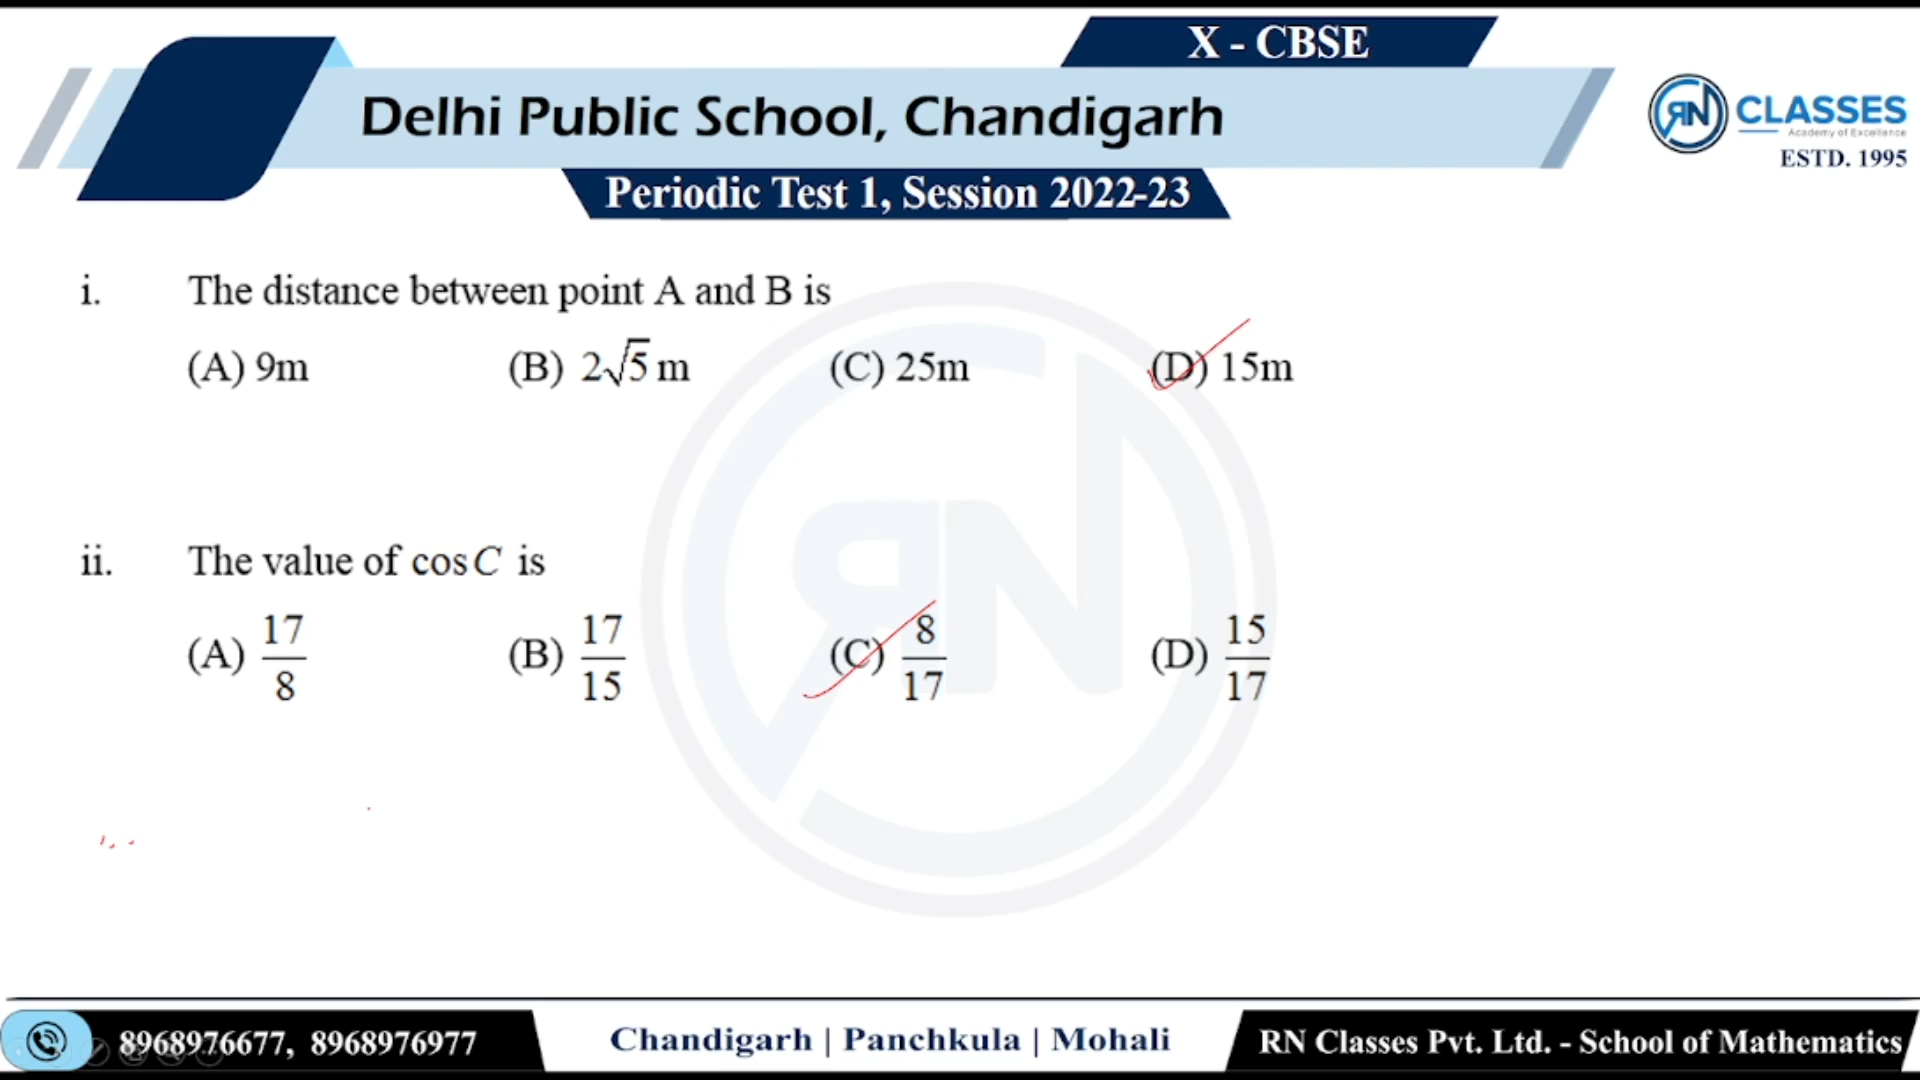 X - CBSE
Delhi Public School, Chandigarh
RN CLASSES
Academy of Excellence
ESTD. 1995
Periodic Test 1, Session 2022-23
i. The distance between point A and B is
(A) 9m (B) 2√5 m (C) 25m (D) 15m
ii. The value of cos C is
(A) 17/8 (B) 17/15 (C) 8/17 (D) 15/17
RN
8968976677, 8968976977 Chandigarh | Panchkula | Mohali RN Classes Pvt. Ltd. - School of Mathematics